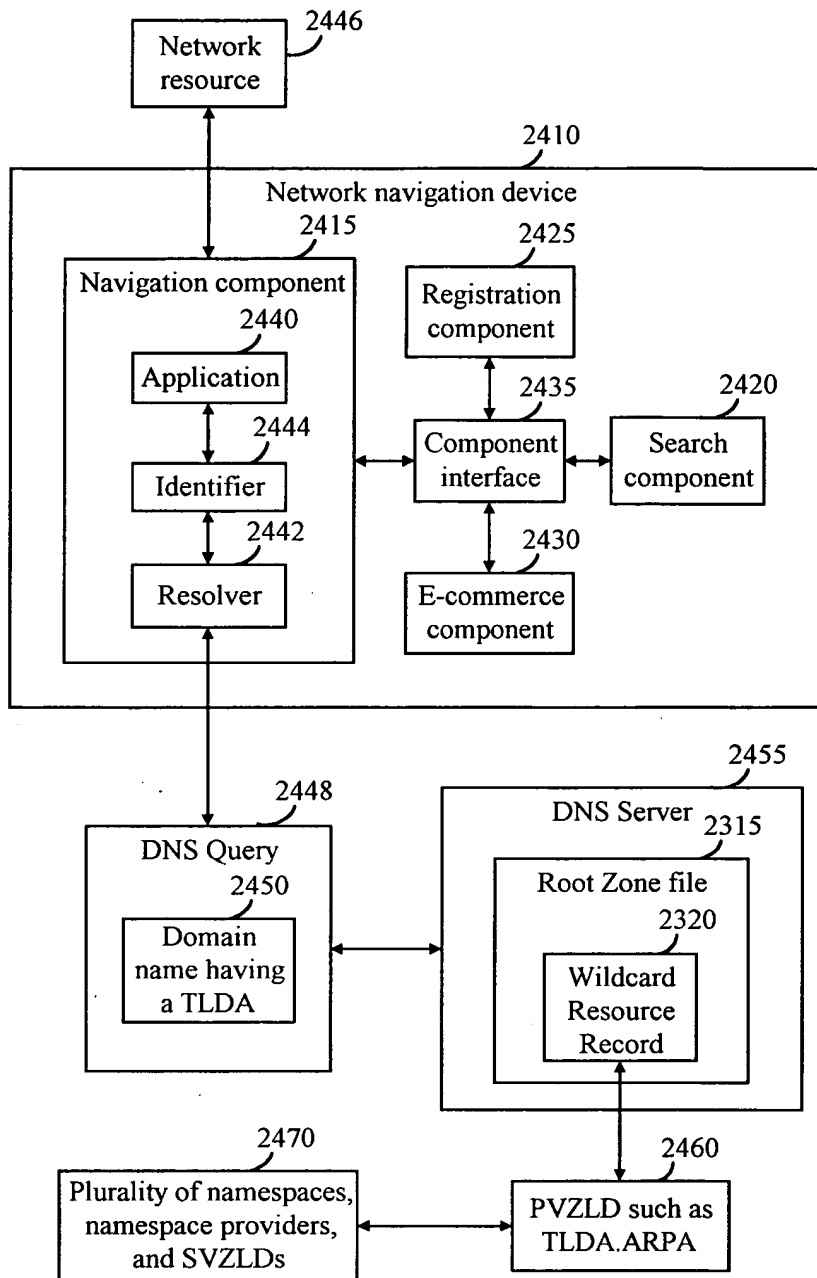 2446
Network
resource
2410
Network navigation device
2415
Navigation component
2440
Application
2444
Identifier
2442
Resolver
2425
Registration
component
2435
Component
interface
2420
Search
component
2430
E-commerce
component
2448
DNS Query
2450
Domain
name having
a TLDA
2455
DNS Server
2315
Root Zone file
2320
Wildcard
Resource
Record
2470
Plurality of namespaces,
namespace providers,
and SVZLDs
2460
PVZLD such as
TLDA.ARPA